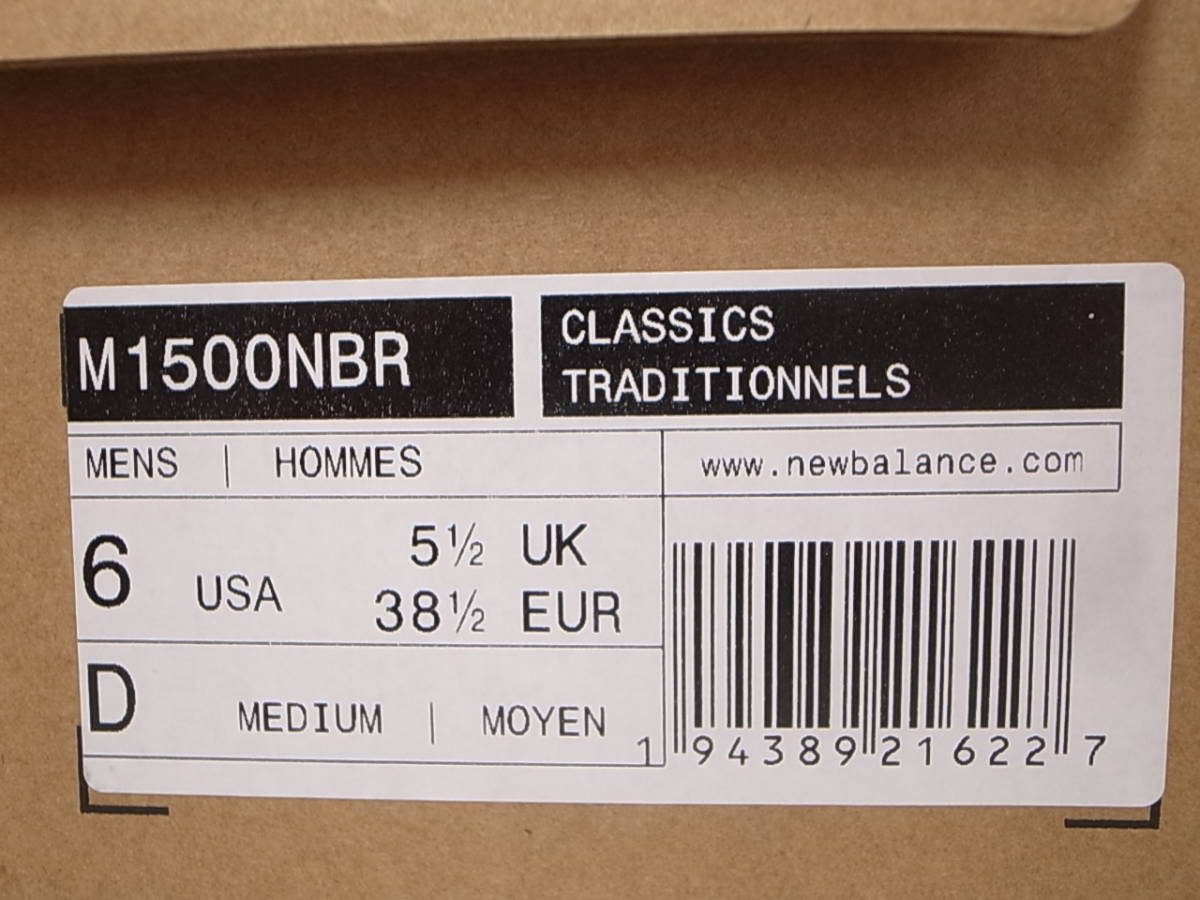 M1500NBR
CLASSICS
TRADITIONNELS
MENS | HOMMES
www.newbalance.com
6 USA
5½ UK
38½ EUR
D MEDIUM | MOYEN
1 94389 21622 7